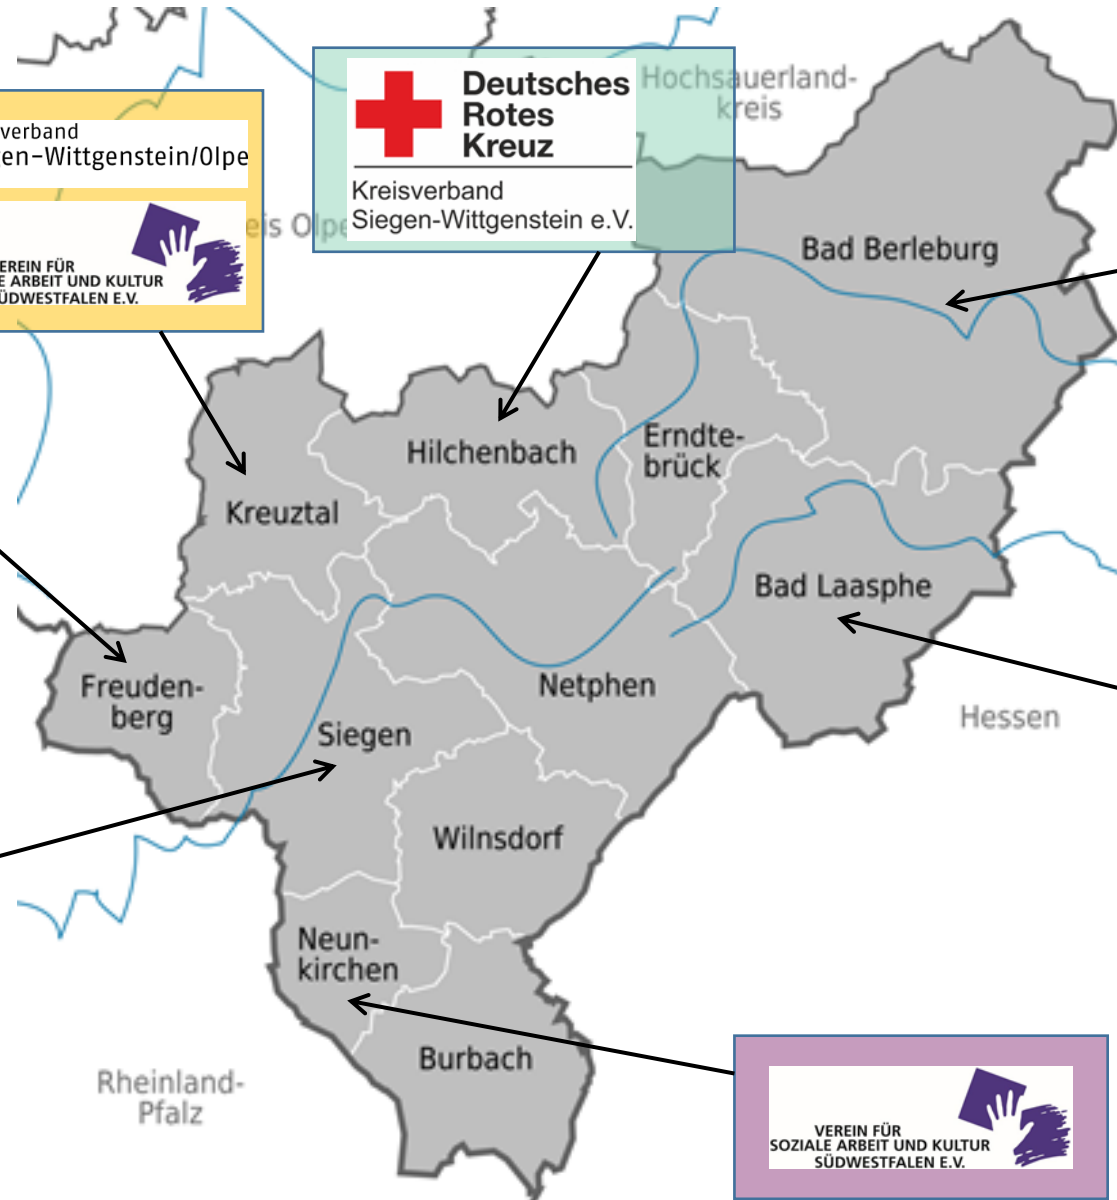 Deutsches
Rotes
Kreuz
Kreisverband
Siegen-Wittgenstein e.V.
Hochsauerland-
kreis
verband
en-Wittgenstein/Olpe
eis Olpe
EREIN FÜR
E ARBEIT UND KULTUR
ÜDWESTFALEN E.V.
Bad Berleburg
Hilchenbach
Erndte-
brück
Kreuztal
Bad Laasphe
Freuden-
berg
Netphen
Siegen
Hessen
Wilnsdorf
Neun-
kirchen
Burbach
Rheinland-
Pfalz
VEREIN FÜR
SOZIALE ARBEIT UND KULTUR
SÜDWESTFALEN E.V.